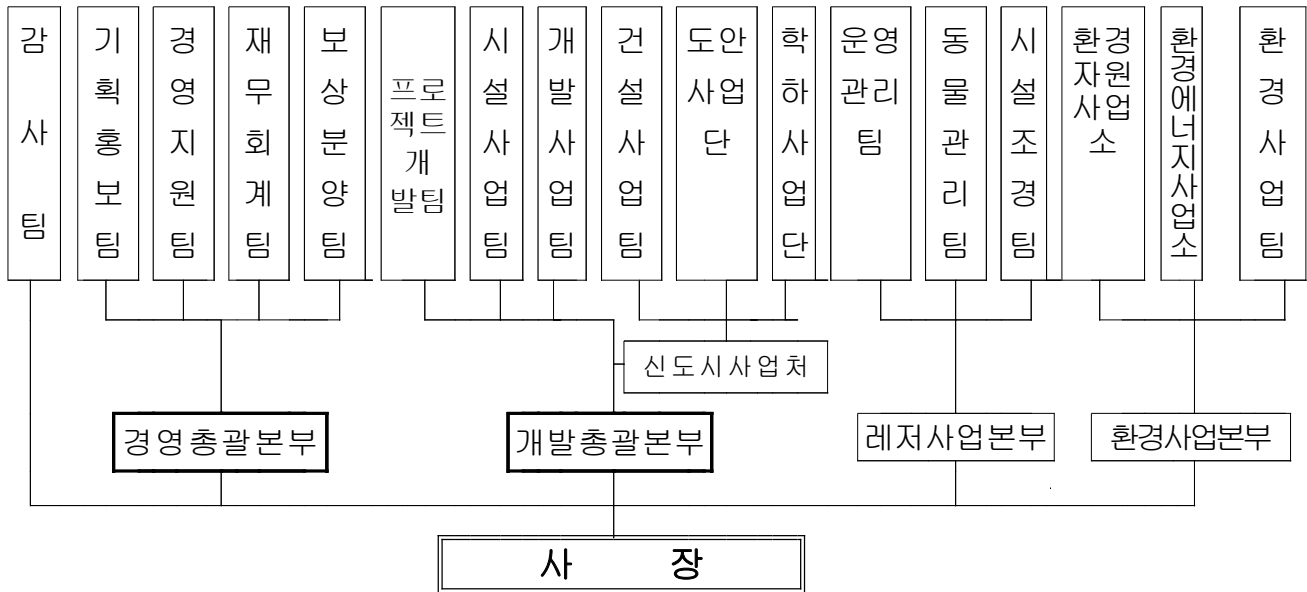 감사팀
기획홍보팀
경영지원팀
재무회계팀
보상분양팀
프로젝트개발팀
시설사업팀
개발사업팀
건설사업팀
도안사업단
학하사업단
운영관리팀
동물관리팀
시설조경팀
환경자원사업소
환경에너지사업소
환경사업팀
신도시사업처
경영총괄본부
개발총괄본부
레저사업본부
환경사업본부
사 장